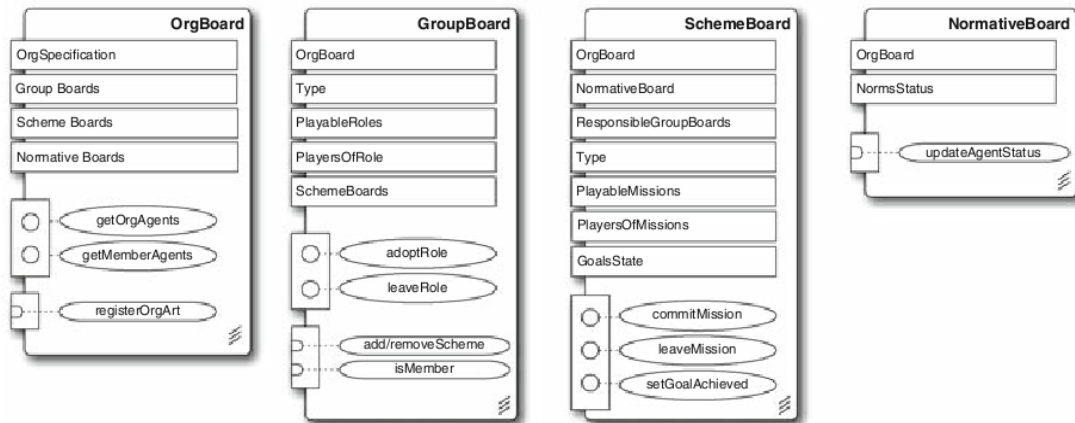 OrgBoard
OrgSpecification
Group Boards
Scheme Boards
Normative Boards
getOrgAgents
getMemberAgents
registerOrgArt
GroupBoard
OrgBoard
Type
PlayableRoles
PlayersOfRole
SchemeBoards
adoptRole
leaveRole
add/removeScheme
isMember
SchemeBoard
OrgBoard
NormativeBoard
ResponsibleGroupBoards
Type
PlayableMissions
PlayersOfMissions
GoalsState
commitMission
leaveMission
setGoalAchieved
NormativeBoard
OrgBoard
NormsStatus
updateAgentStatus